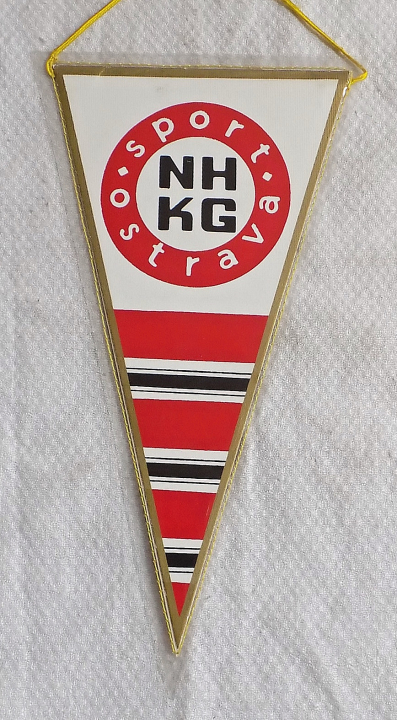 sport
NH
KG
ostrava